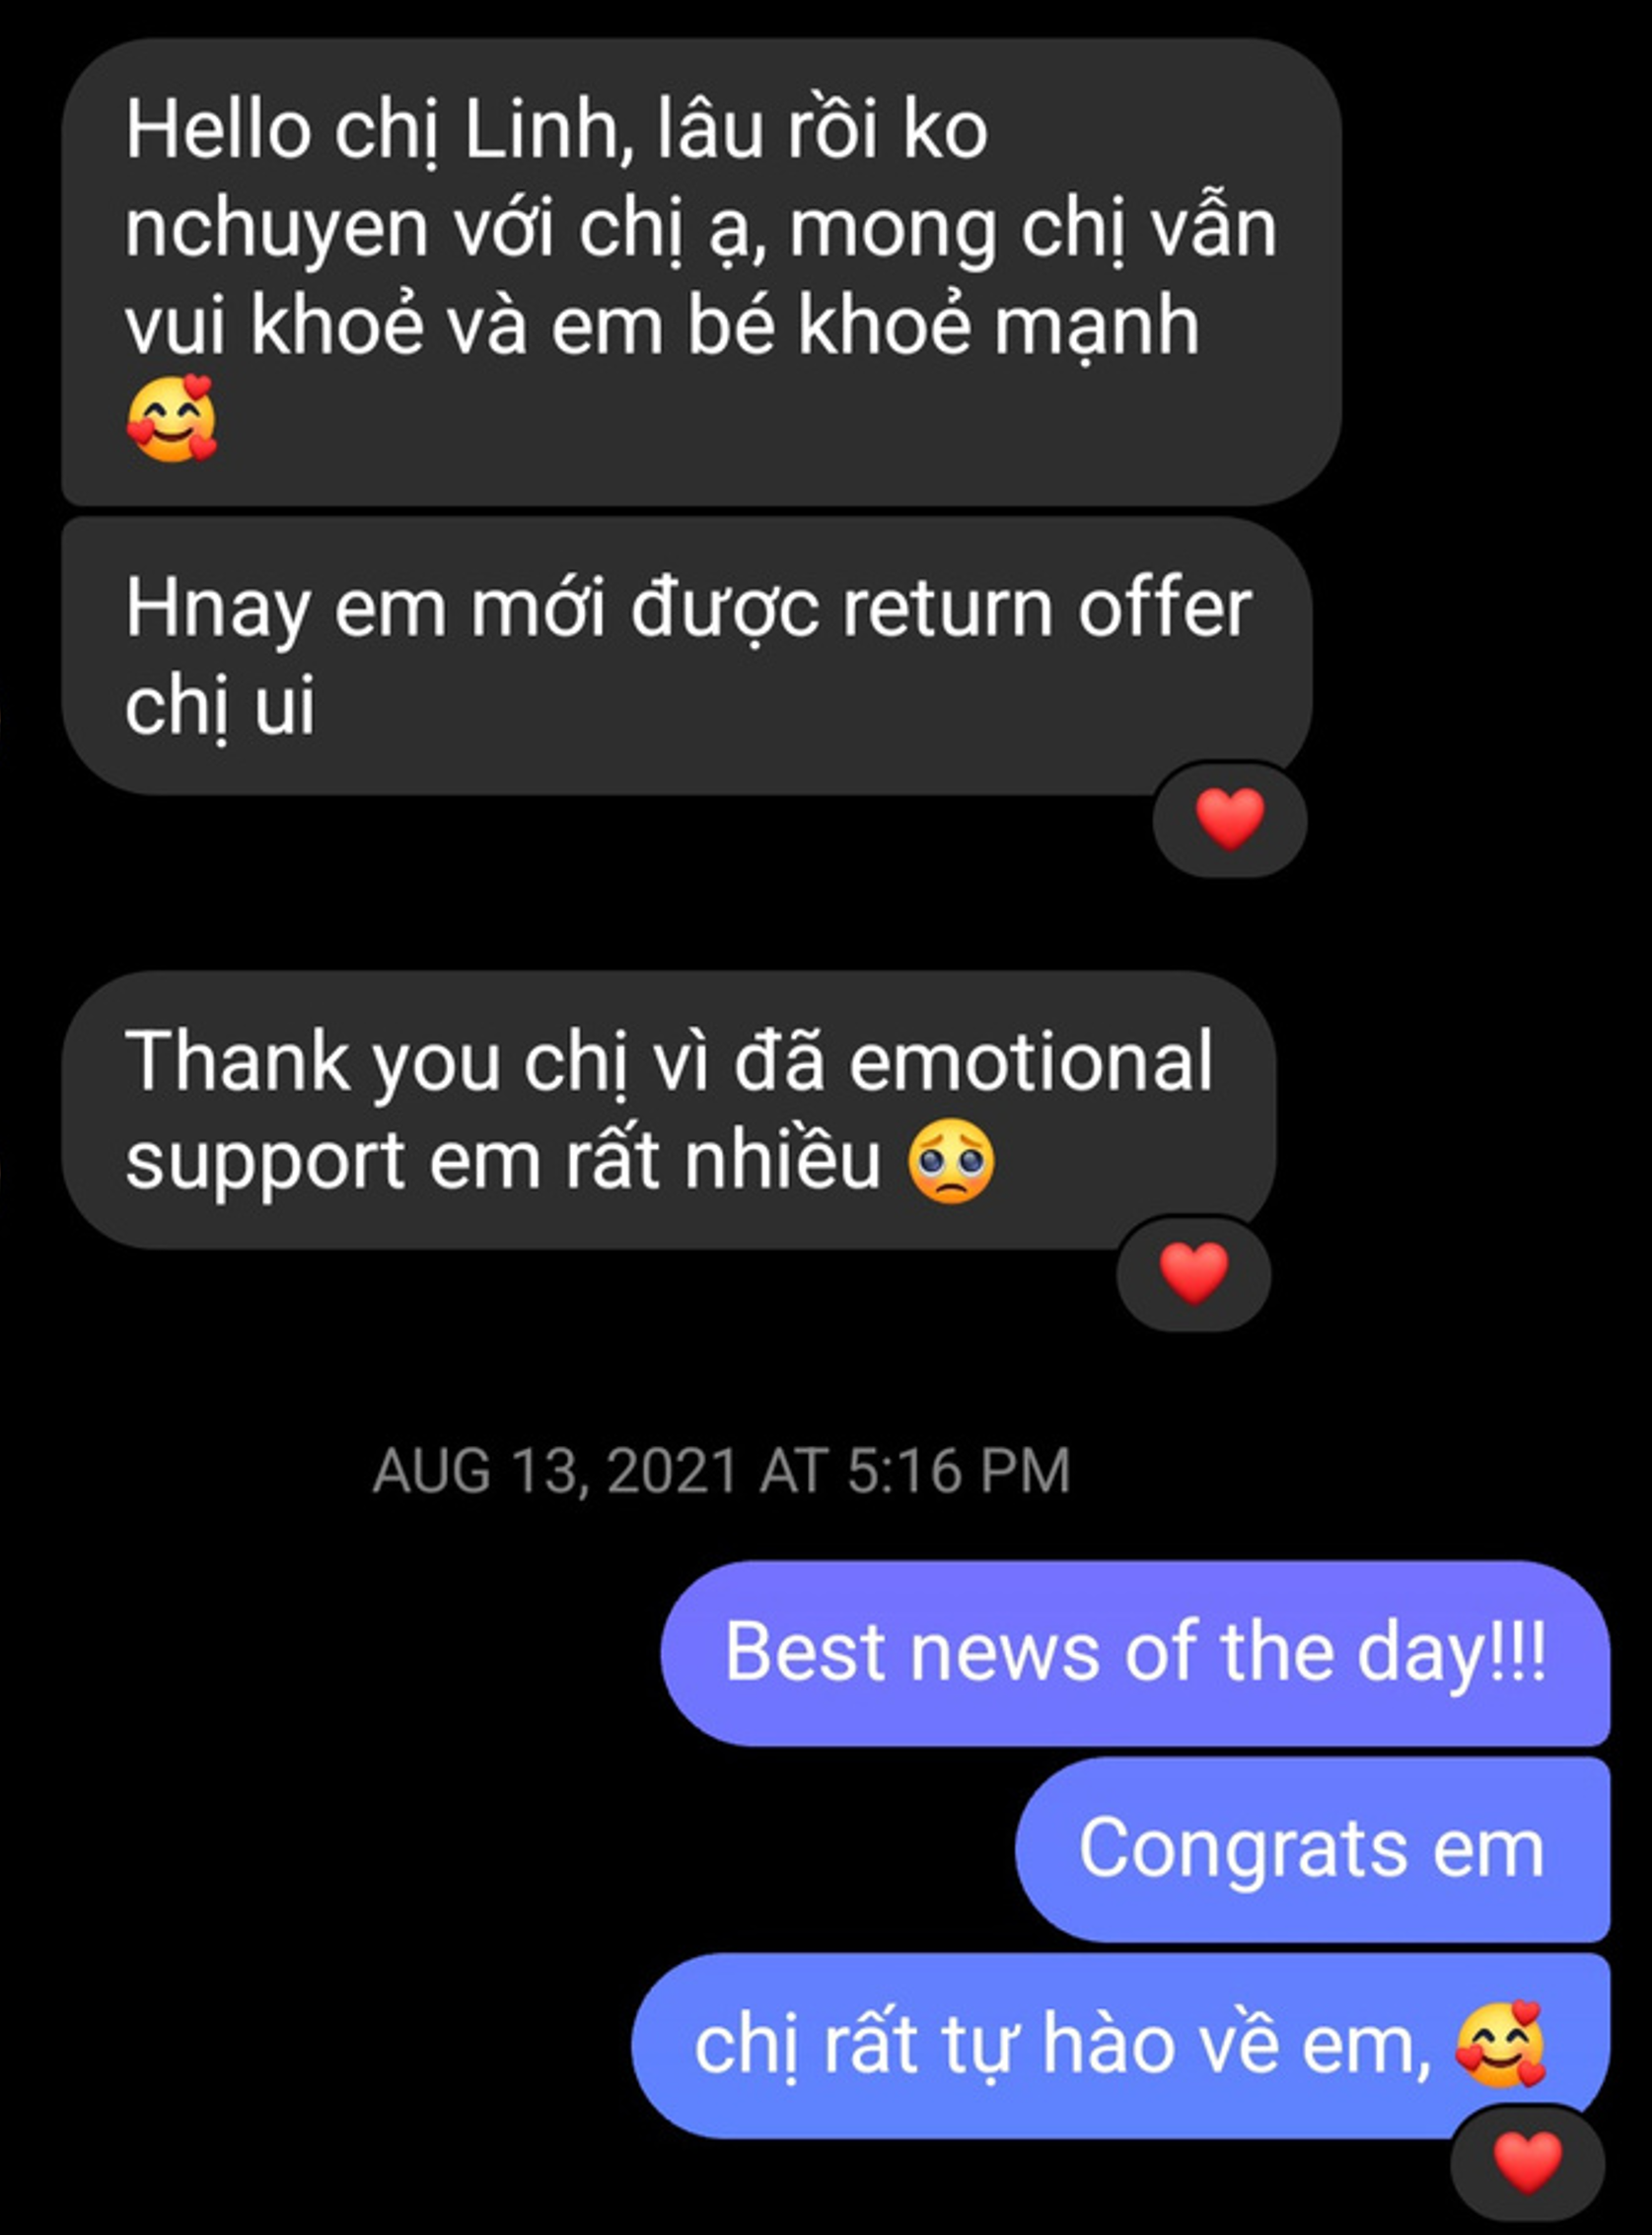 Hello chị Linh, lâu rồi ko
nchuyen với chị ạ, mong chị vẫn
vui khoẻ và em bé khoẻ mạnh
🥰
Hnay em mới được return offer
chị ui
❤️
Thank you chị vì đã emotional
support em rất nhiều 🥺
❤️
AUG 13, 2021 AT 5:16 PM
Best news of the day!!!
Congrats em
chị rất tự hào về em, 🥰
❤️